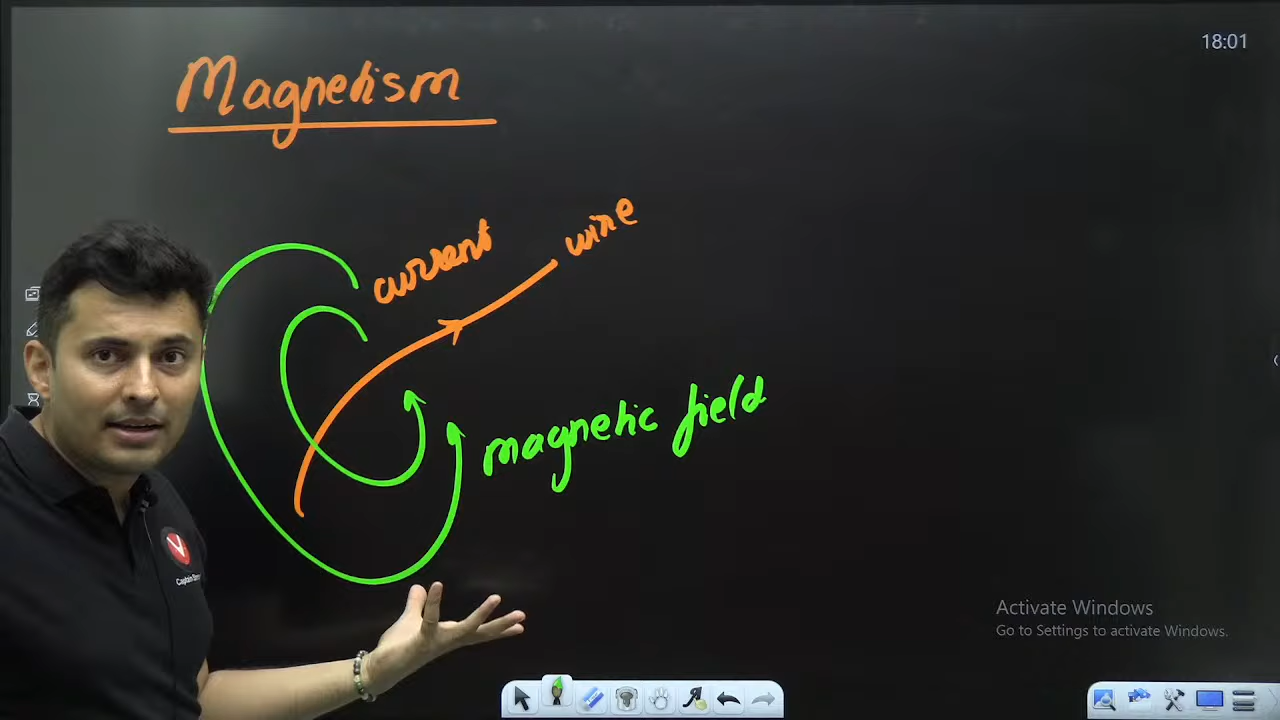 18:01
Magnetism
wire
current
magnetic field
Activate Windows
Go to Settings to activate Windows.